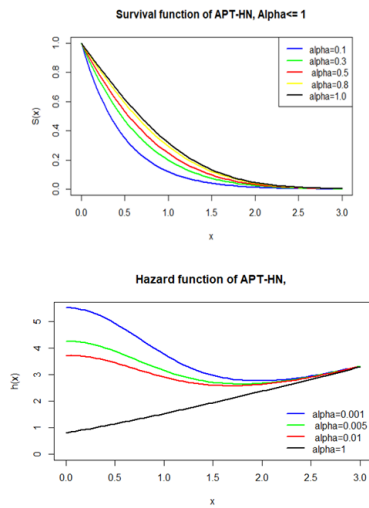 Survival function of APT-HN, Alpha<= 1
S(x)
1.0
0.8
0.6
0.4
0.2
0.0
alpha=0.1
alpha=0.3
alpha=0.5
alpha=0.8
alpha=1.0
0.0 0.5 1.0 1.5 2.0 2.5 3.0
x
Hazard function of APT-HN,
h(x)
5
4
3
2
1
0
alpha=0.001
alpha=0.005
alpha=0.01
alpha=1
0.0 0.5 1.0 1.5 2.0 2.5 3.0
x